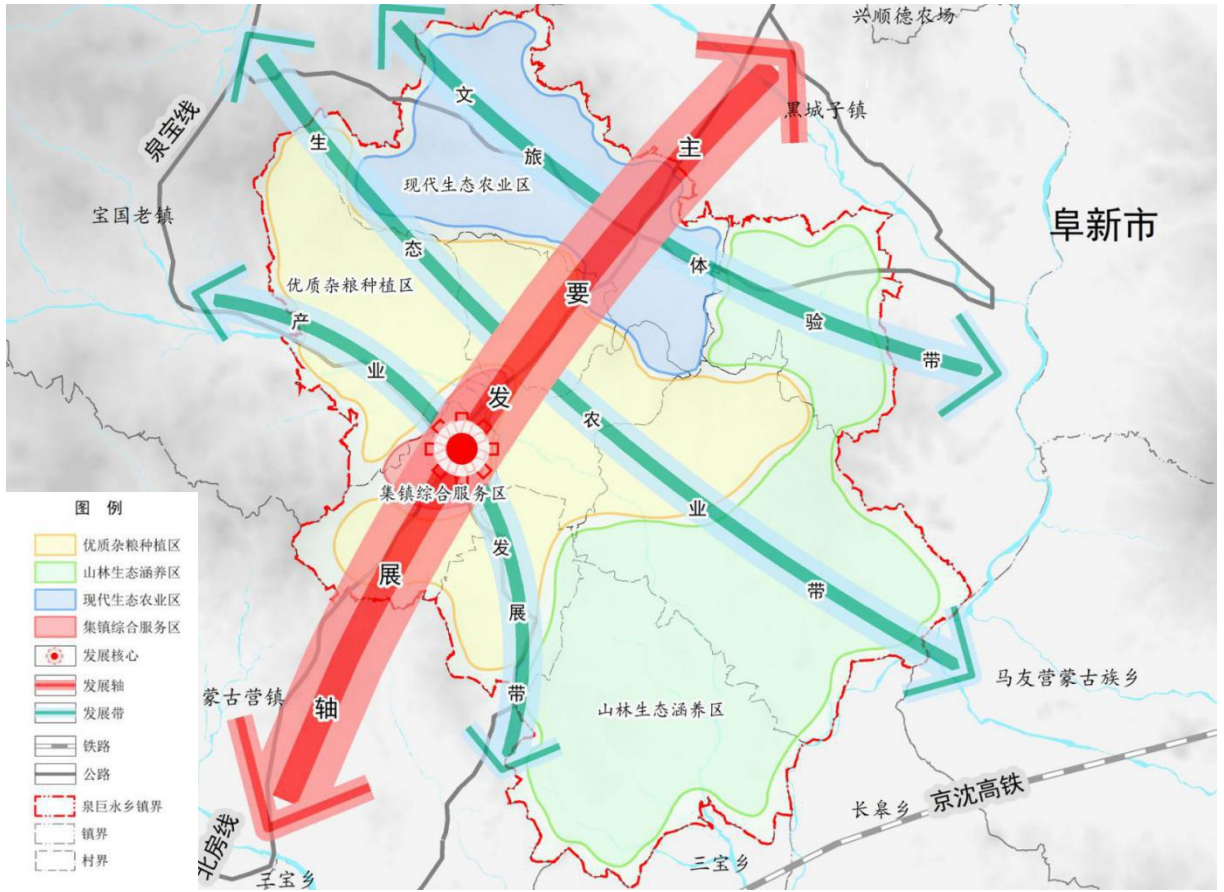 兴顺德农场
黑城子镇
阜新市
泉宝线
宝国老镇
现代生态农业区
优质杂粮种植区
集镇综合服务区
山林生态涵养区
文旅体验带
生态农业带
产业发展带
主要发展轴
蒙古营镇
马友营蒙古族乡
长皋乡
京沈高铁
三宝乡
北房线
王宝乡
图 例
优质杂粮种植区
山林生态涵养区
现代生态农业区
集镇综合服务区
发展核心
发展轴
发展带
铁路
公路
泉巨永乡镇界
镇界
村界